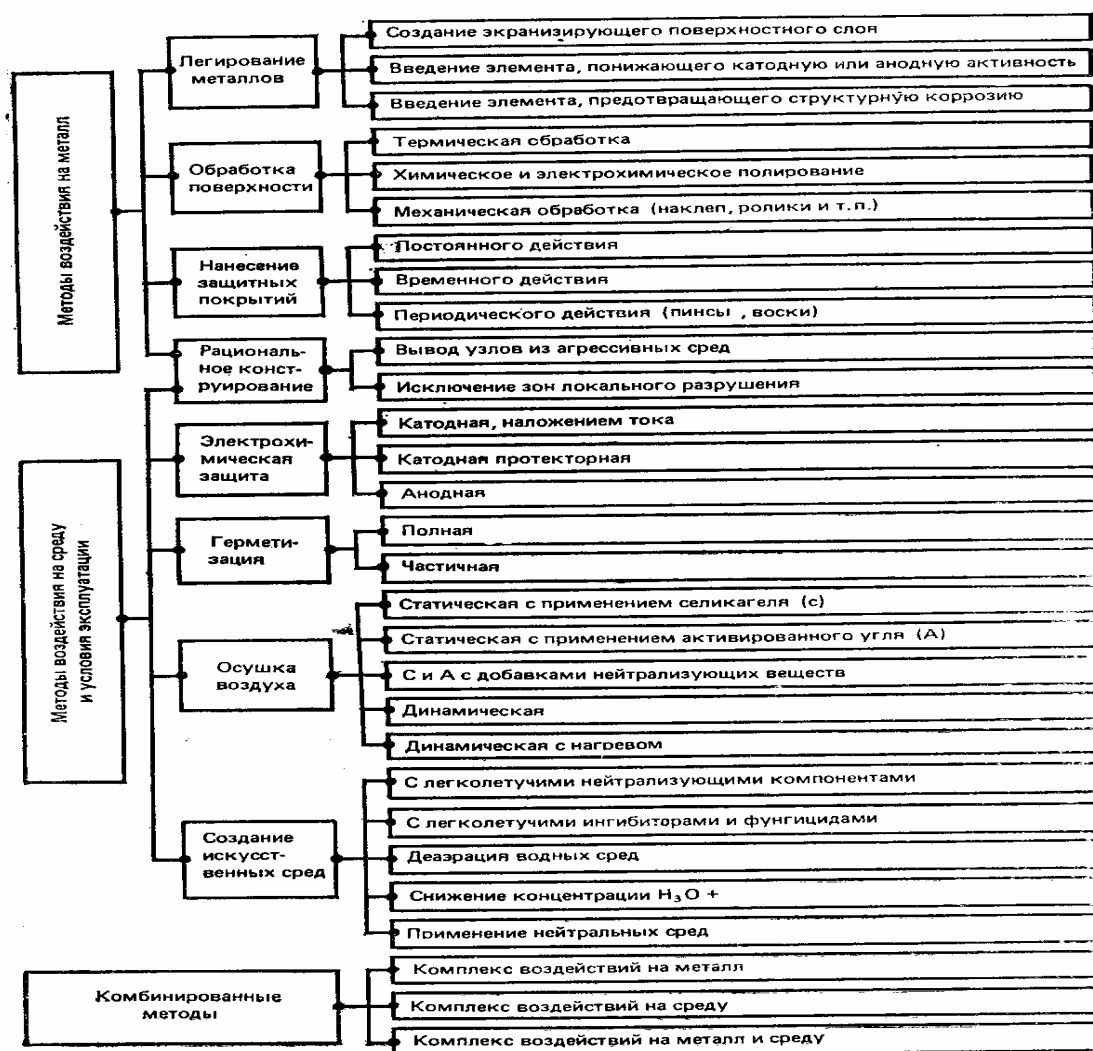 Методы воздействия на металл
Легирование
металлов
Создание экранизирующего поверхностного слоя
Введение элемента, понижающего катодную или анодную активность
Введение элемента, предотвращающего структурную коррозию
Обработка
поверхности
Термическая обработка
Химическое и электрохимическое полирование
Механическая обработка (наклеп, ролики и т.п.)
Нанесение
защитных
покрытий
Постоянного действия
Временного действия
Периодического действия (пинсы , воски)
Рациональ-
ное конст-
руирование
Вывод узлов из агрессивных сред
Исключение зон локального разрушения
Методы воздействия на среду
и условия эксплуатации
Электрохи-
мическая
защита
Катодная, наложением тока
Катодная протекторная
Анодная
Гермети-
зация
Полная
Частичная
Осушка
воздуха
Статическая с применением селикагеля (с)
Статическая с применением активированного угля (А)
С и А с добавками нейтрализующих веществ
Динамическая
Динамическая с нагревом
Создание
искусст-
венных сред
С легколетучими нейтрализующими компонентами
С легколетучими ингибиторами и фунгицидами
Деаэрация водных сред
Снижение концентрации H₃O +
Применение нейтральных сред
Комбинированные
методы
Комплекс воздействий на металл
Комплекс воздействий на среду
Комплекс воздействий на металл и среду